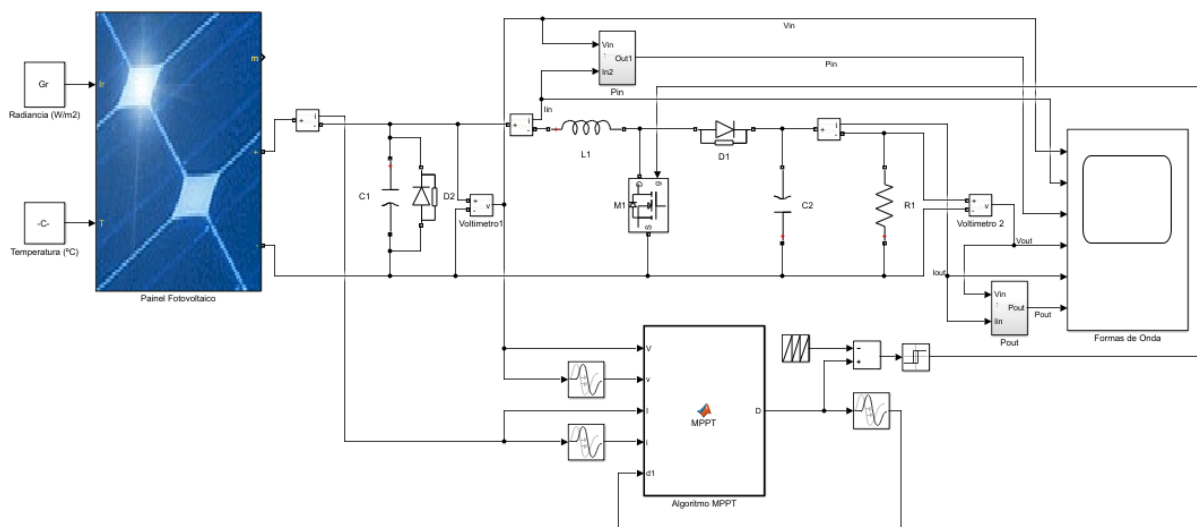 Gr
Radiancia (W/m2)
-C-
Temperatura (ºC)
Ir
T
m
+
-
Painel Fotovoltaico
+
i
-
C1
D2
+
v
-
Voltimetro1
+
i
-
Iin
Vin
Out1
In2
Pin
Vin
Pin
L1
D1
g
D
S
M1
C2
+
i
-
R1
+
v
-
Voltimetro 2
Vout
Iout
Vin
Iin
Pout
Pout
Pout
Formas de Onda
V
v
I
i
d1
MPPT
D
Algoritmo MPPT
−
+